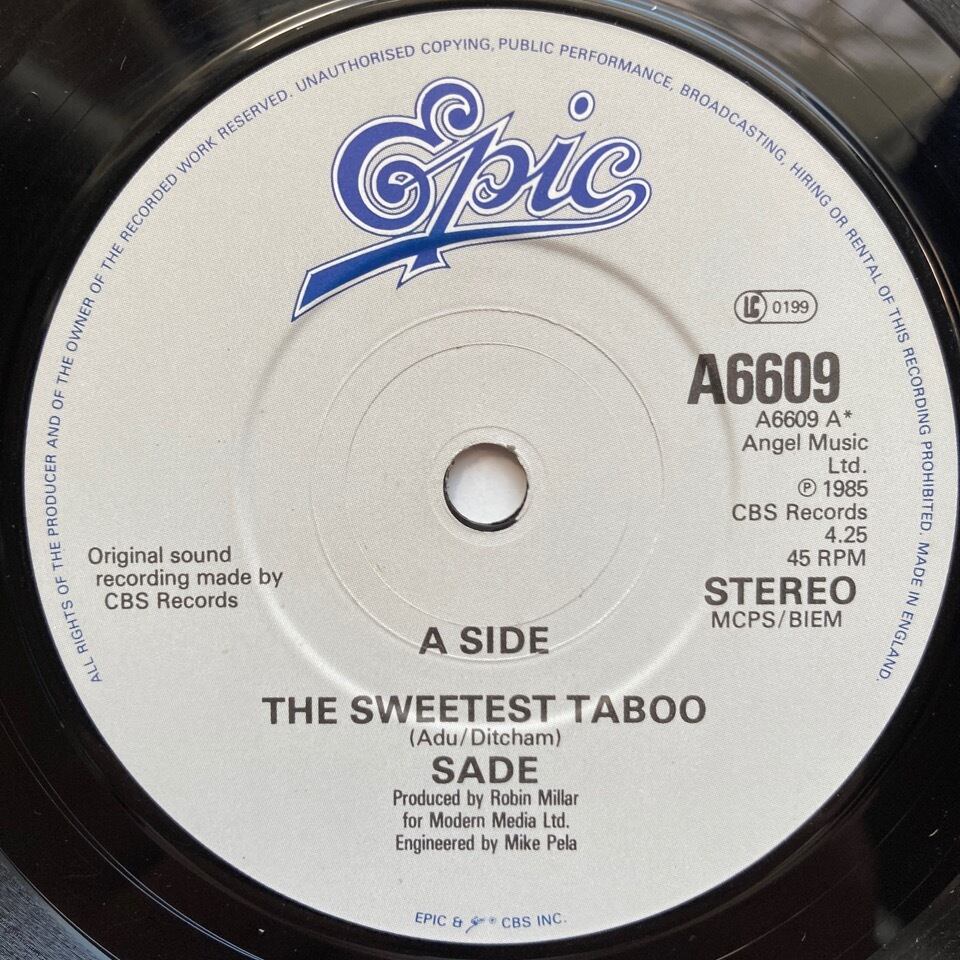 ALL RIGHTS OF THE PRODUCER AND OF THE OWNER OF THE RECORDED WORK RESERVED. UNAUTHORISED COPYING, PUBLIC PERFORMANCE, BROADCASTING, HIRING OR RENTAL OF THIS RECORDING PROHIBITED. MADE IN ENGLAND.
Epic
LC 0199
A6609
A6609 A*
Angel Music
Ltd.
℗ 1985
CBS Records
4.25
45 RPM
STEREO
MCPS/BIEM
Original sound
recording made by
CBS Records
A SIDE
THE SWEETEST TABOO
(Adu/Ditcham)
SADE
Produced by Robin Millar
for Modern Media Ltd.
Engineered by Mike Pela
EPIC & CBS INC.